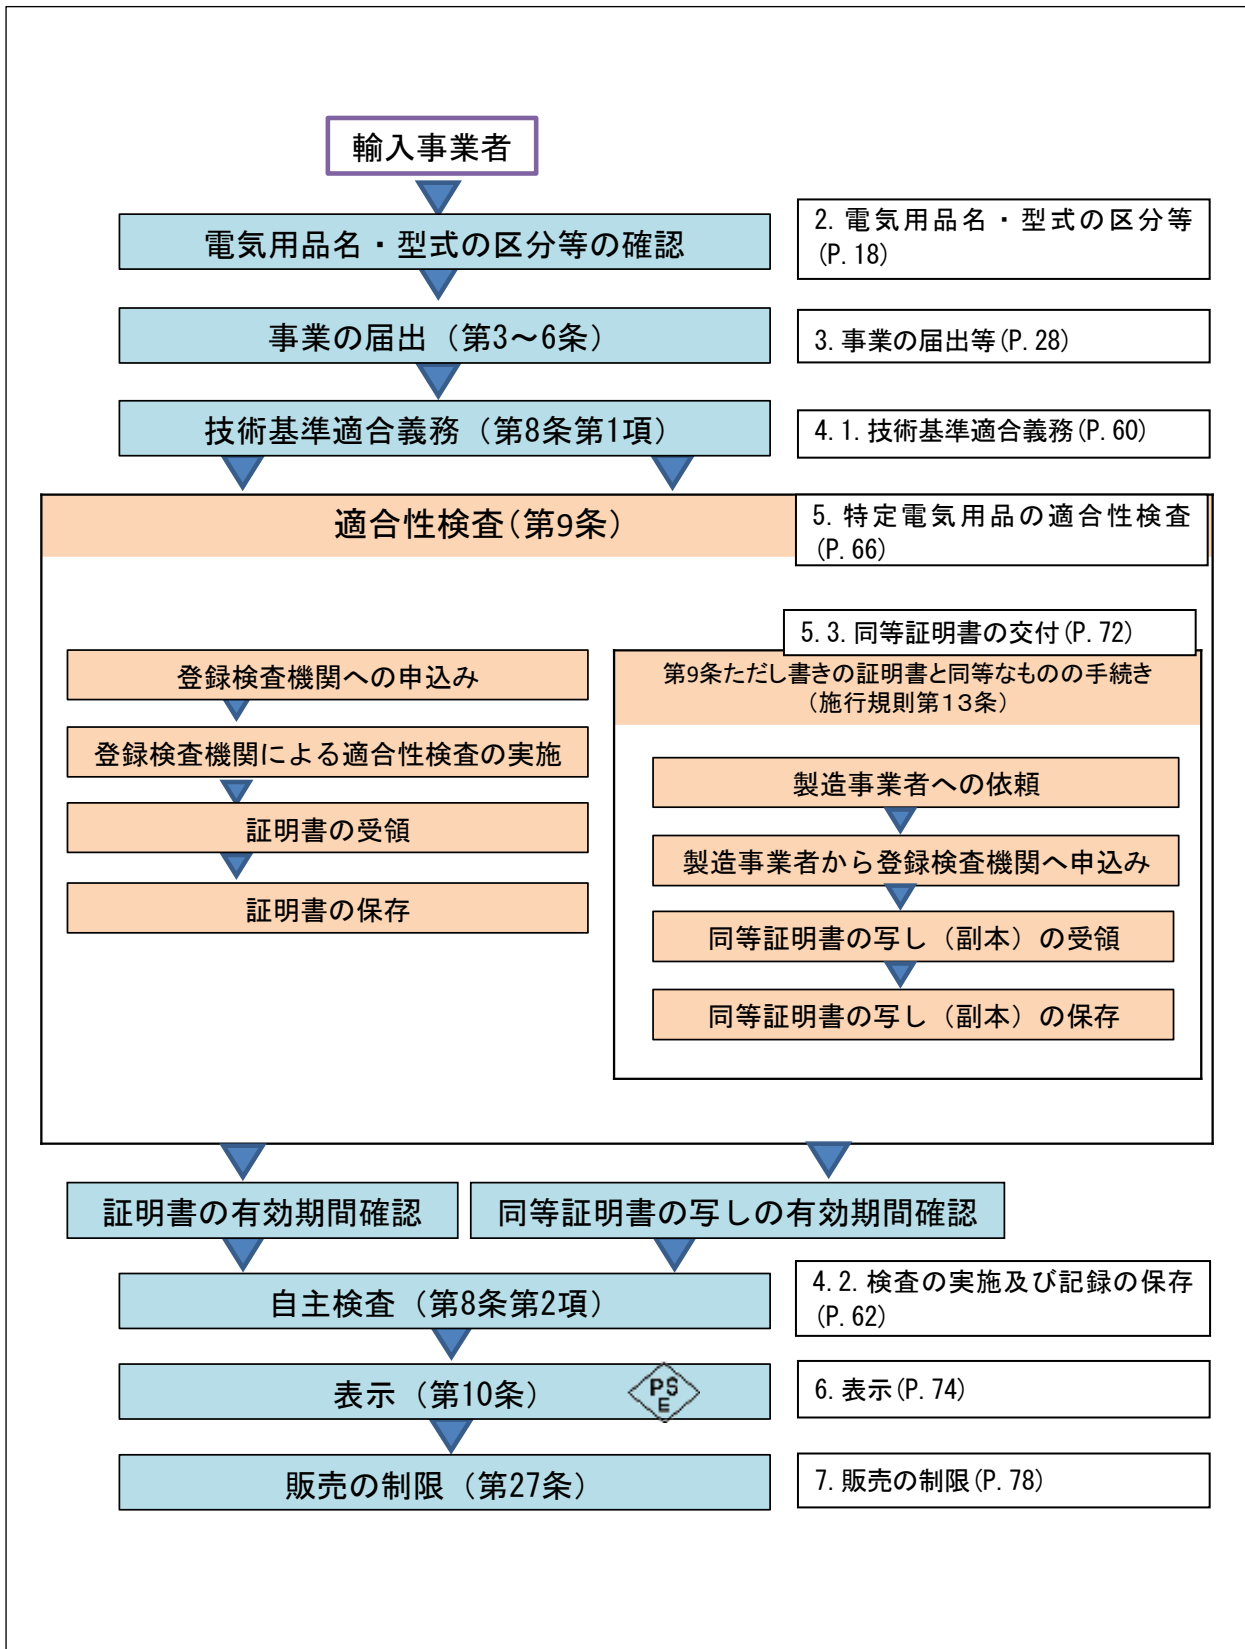 輸入事業者
電気用品名・型式の区分等の確認
2. 電気用品名・型式の区分等
(P. 18)
事業の届出（第3～6条）
3. 事業の届出等(P. 28)
技術基準適合義務（第8条第1項）
4. 1. 技術基準適合義務(P. 60)
適合性検査(第9条)
5. 特定電気用品の適合性検査
(P. 66)
5. 3. 同等証明書の交付(P. 72)
登録検査機関への申込み
登録検査機関による適合性検査の実施
証明書の受領
証明書の保存
第9条ただし書きの証明書と同等なものの手続き
（施行規則第１３条）
製造事業者への依頼
製造事業者から登録検査機関へ申込み
同等証明書の写し（副本）の受領
同等証明書の写し（副本）の保存
証明書の有効期間確認
同等証明書の写しの有効期間確認
自主検査（第8条第2項）
4. 2. 検査の実施及び記録の保存
(P. 62)
表示（第10条）
PS
E
6. 表示(P. 74)
販売の制限（第27条）
7. 販売の制限(P. 78)